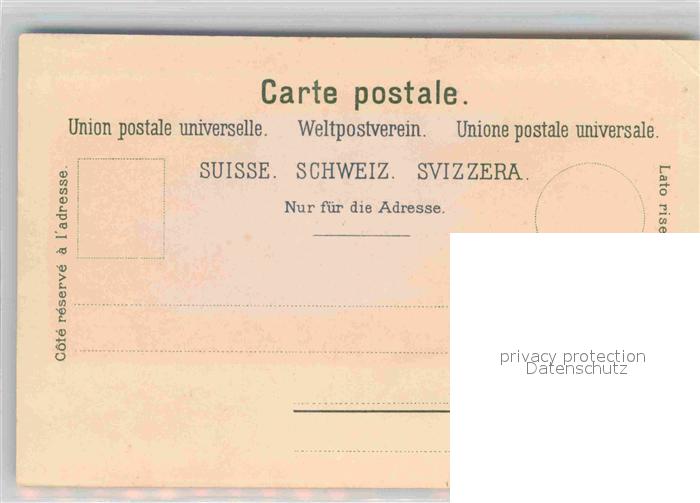 Carte postale.
Union postale universelle. Weltpostverein. Unione postale universale.
SUISSE. SCHWEIZ. SVIZZERA.
Nur für die Adresse.
Côté réservé à l'adresse.
Lato
privacy protection
Datenschutz